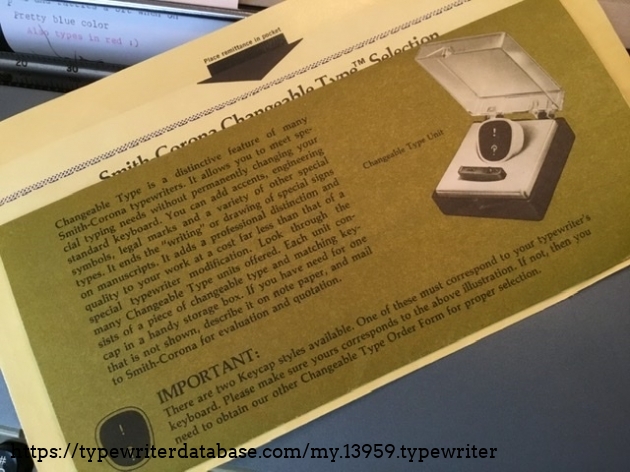 pretty blue color
also types in red :)
20
30
Place remittance in pocket
Smith-Corona Changeable Type™ Selection
Changeable Type is a distinctive feature of many
Smith-Corona typewriters. It allows you to meet spe-
cial typing needs without permanently changing your
standard keyboard. You can add accents, engineering
symbols, legal marks and a variety of other special
types. It ends the "writing" or drawing of special signs
on manuscripts. It adds a professional distinction and
quality to your work at a cost far less than that of a
special typewriter modification. Look through the
many Changeable Type units offered. Each unit con-
sists of a piece of changeable type and matching key-
cap in a handy storage box. If you have need for one
that is not shown, describe it on note paper, and mail
to Smith-Corona for evaluation and quotation.
Changeable Type Unit
IMPORTANT:
There are two Keycap styles available. One of these must correspond to your typewriter's
keyboard. Please make sure yours corresponds to the above illustration. If not, then you
need to obtain our other Changeable Type Order Form for proper selection.
https://typewriterdatabase.com/my.13959.typewriter